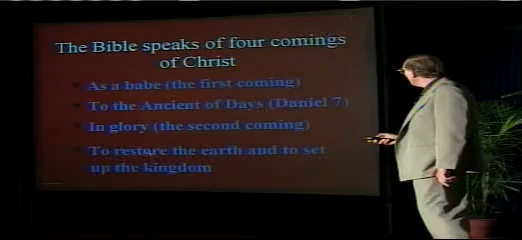 The Bible speaks of four comings
of Christ
As a babe (the first coming)
To the Ancient of Days (Daniel 7)
In glory (the second coming)
To restore the earth and to set
up the kingdom